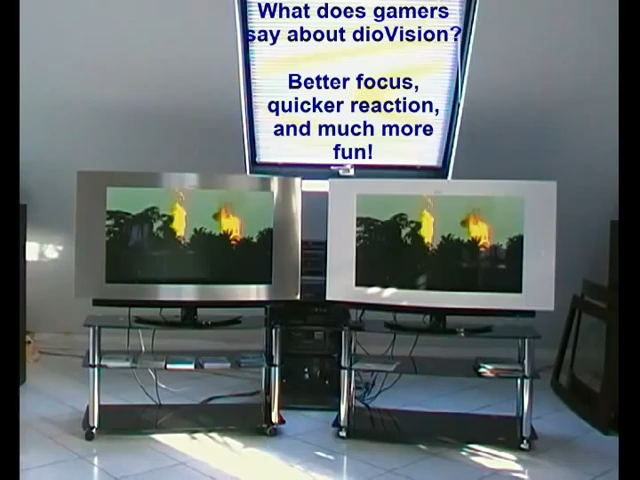 What does gamers
say about dioVision?
Better focus,
quicker reaction,
and much more
fun!